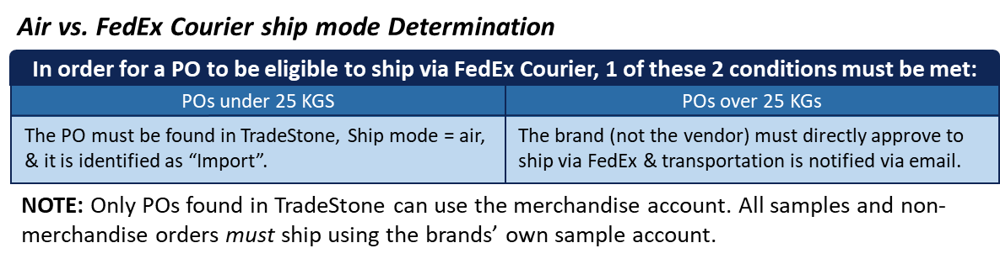 Air vs. FedEx Courier ship mode Determination
In order for a PO to be eligible to ship via FedEx Courier, 1 of these 2 conditions must be met:
POs under 25 KGS
POs over 25 KGs
The PO must be found in TradeStone, Ship mode = air,
& it is identified as “Import”.
The brand (not the vendor) must directly approve to
ship via FedEx & transportation is notified via email.
NOTE: Only POs found in TradeStone can use the merchandise account. All samples and non-
merchandise orders must ship using the brands’ own sample account.